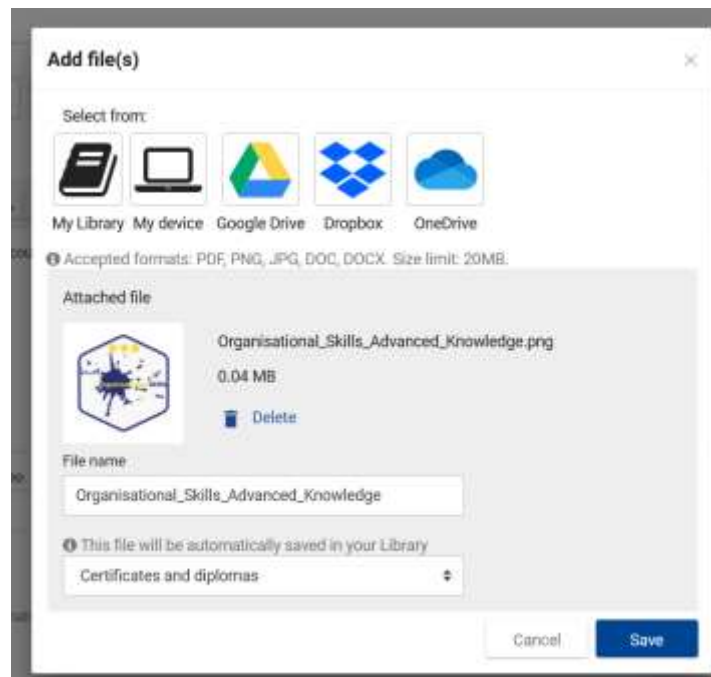 Add file(s)
Select from:
My Library My device Google Drive Dropbox OneDrive
Accepted formats: PDF, PNG, JPG, DOC, DOCX. Size limit: 20MB.
Attached file
Organisational_Skills_Advanced_Knowledge.png
0.04 MB
Delete
File name
Organisational_Skills_Advanced_Knowledge
This file will be automatically saved in your Library
Certificates and diplomas
Cancel Save